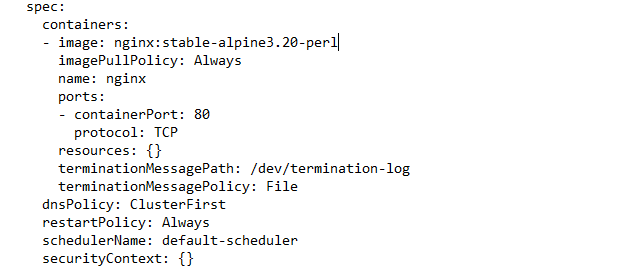 spec:
  containers:
  - image: nginx:stable-alpine3.20-perl
    imagePullPolicy: Always
    name: nginx
    ports:
    - containerPort: 80
      protocol: TCP
    resources: {}
    terminationMessagePath: /dev/termination-log
    terminationMessagePolicy: File
  dnsPolicy: ClusterFirst
  restartPolicy: Always
  schedulerName: default-scheduler
  securityContext: {}